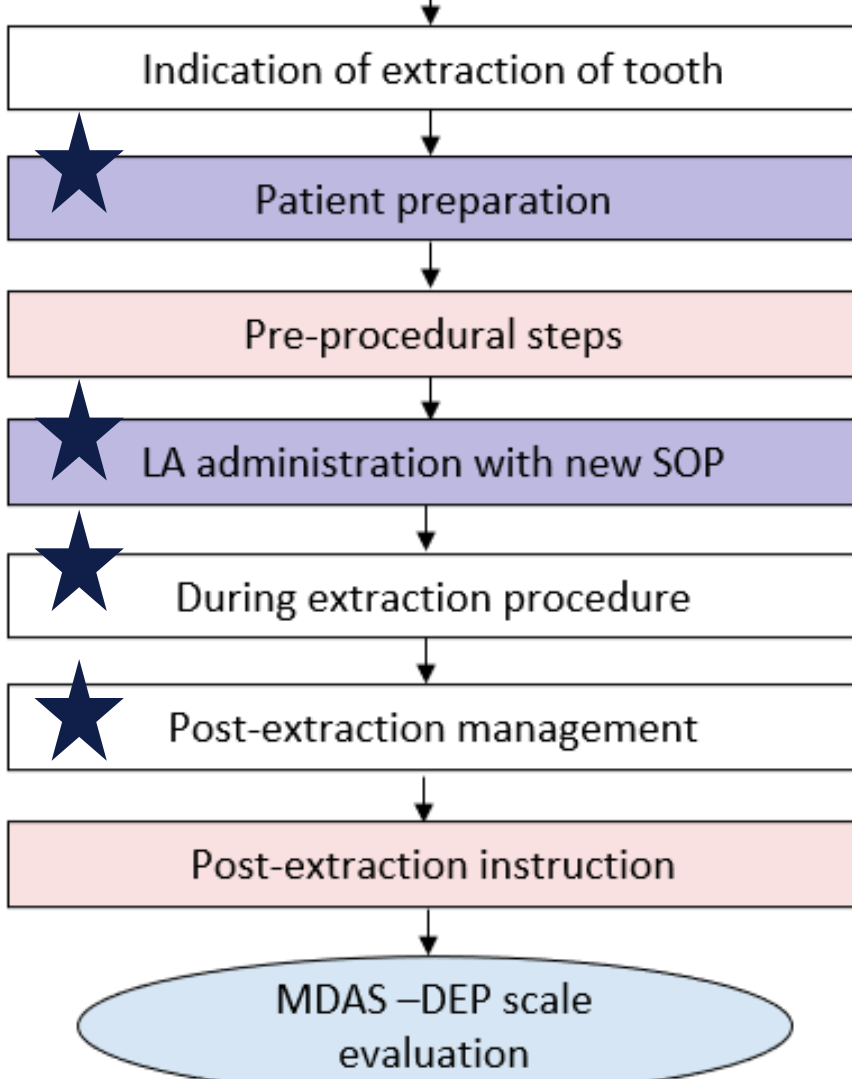 Indication of extraction of tooth
Patient preparation
Pre-procedural steps
LA administration with new SOP
During extraction procedure
Post-extraction management
Post-extraction instruction
MDAS –DEP scale
evaluation